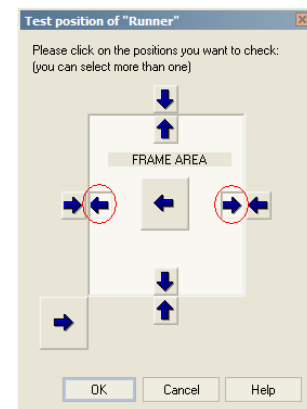 Test position of "Runner"
Please click on the positions you want to check:
(you can select more than one)
FRAME AREA
OK
Cancel
Help